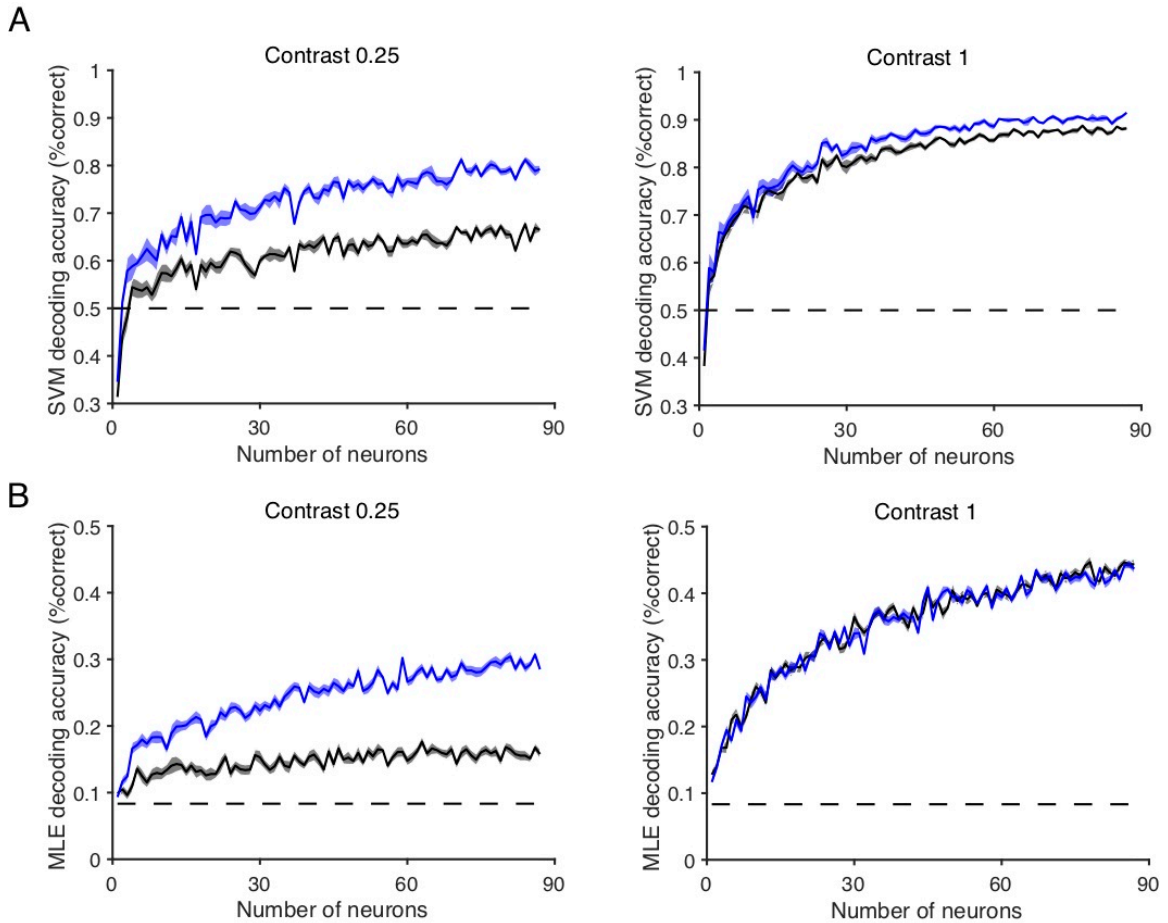 A
Contrast 0.25
SVM decoding accuracy (%correct)
1
0.9
0.8
0.7
0.6
0.5
0.4
0.3
0 30 60 90
Number of neurons
Contrast 1
SVM decoding accuracy (%correct)
1
0.9
0.8
0.7
0.6
0.5
0.4
0.3
0 30 60 90
Number of neurons
B
Contrast 0.25
MLE decoding accuracy (%correct)
0.5
0.4
0.3
0.2
0.1
0
0 30 60 90
Number of neurons
Contrast 1
MLE decoding accuracy (%correct)
0.5
0.4
0.3
0.2
0.1
0
0 30 60 90
Number of neurons